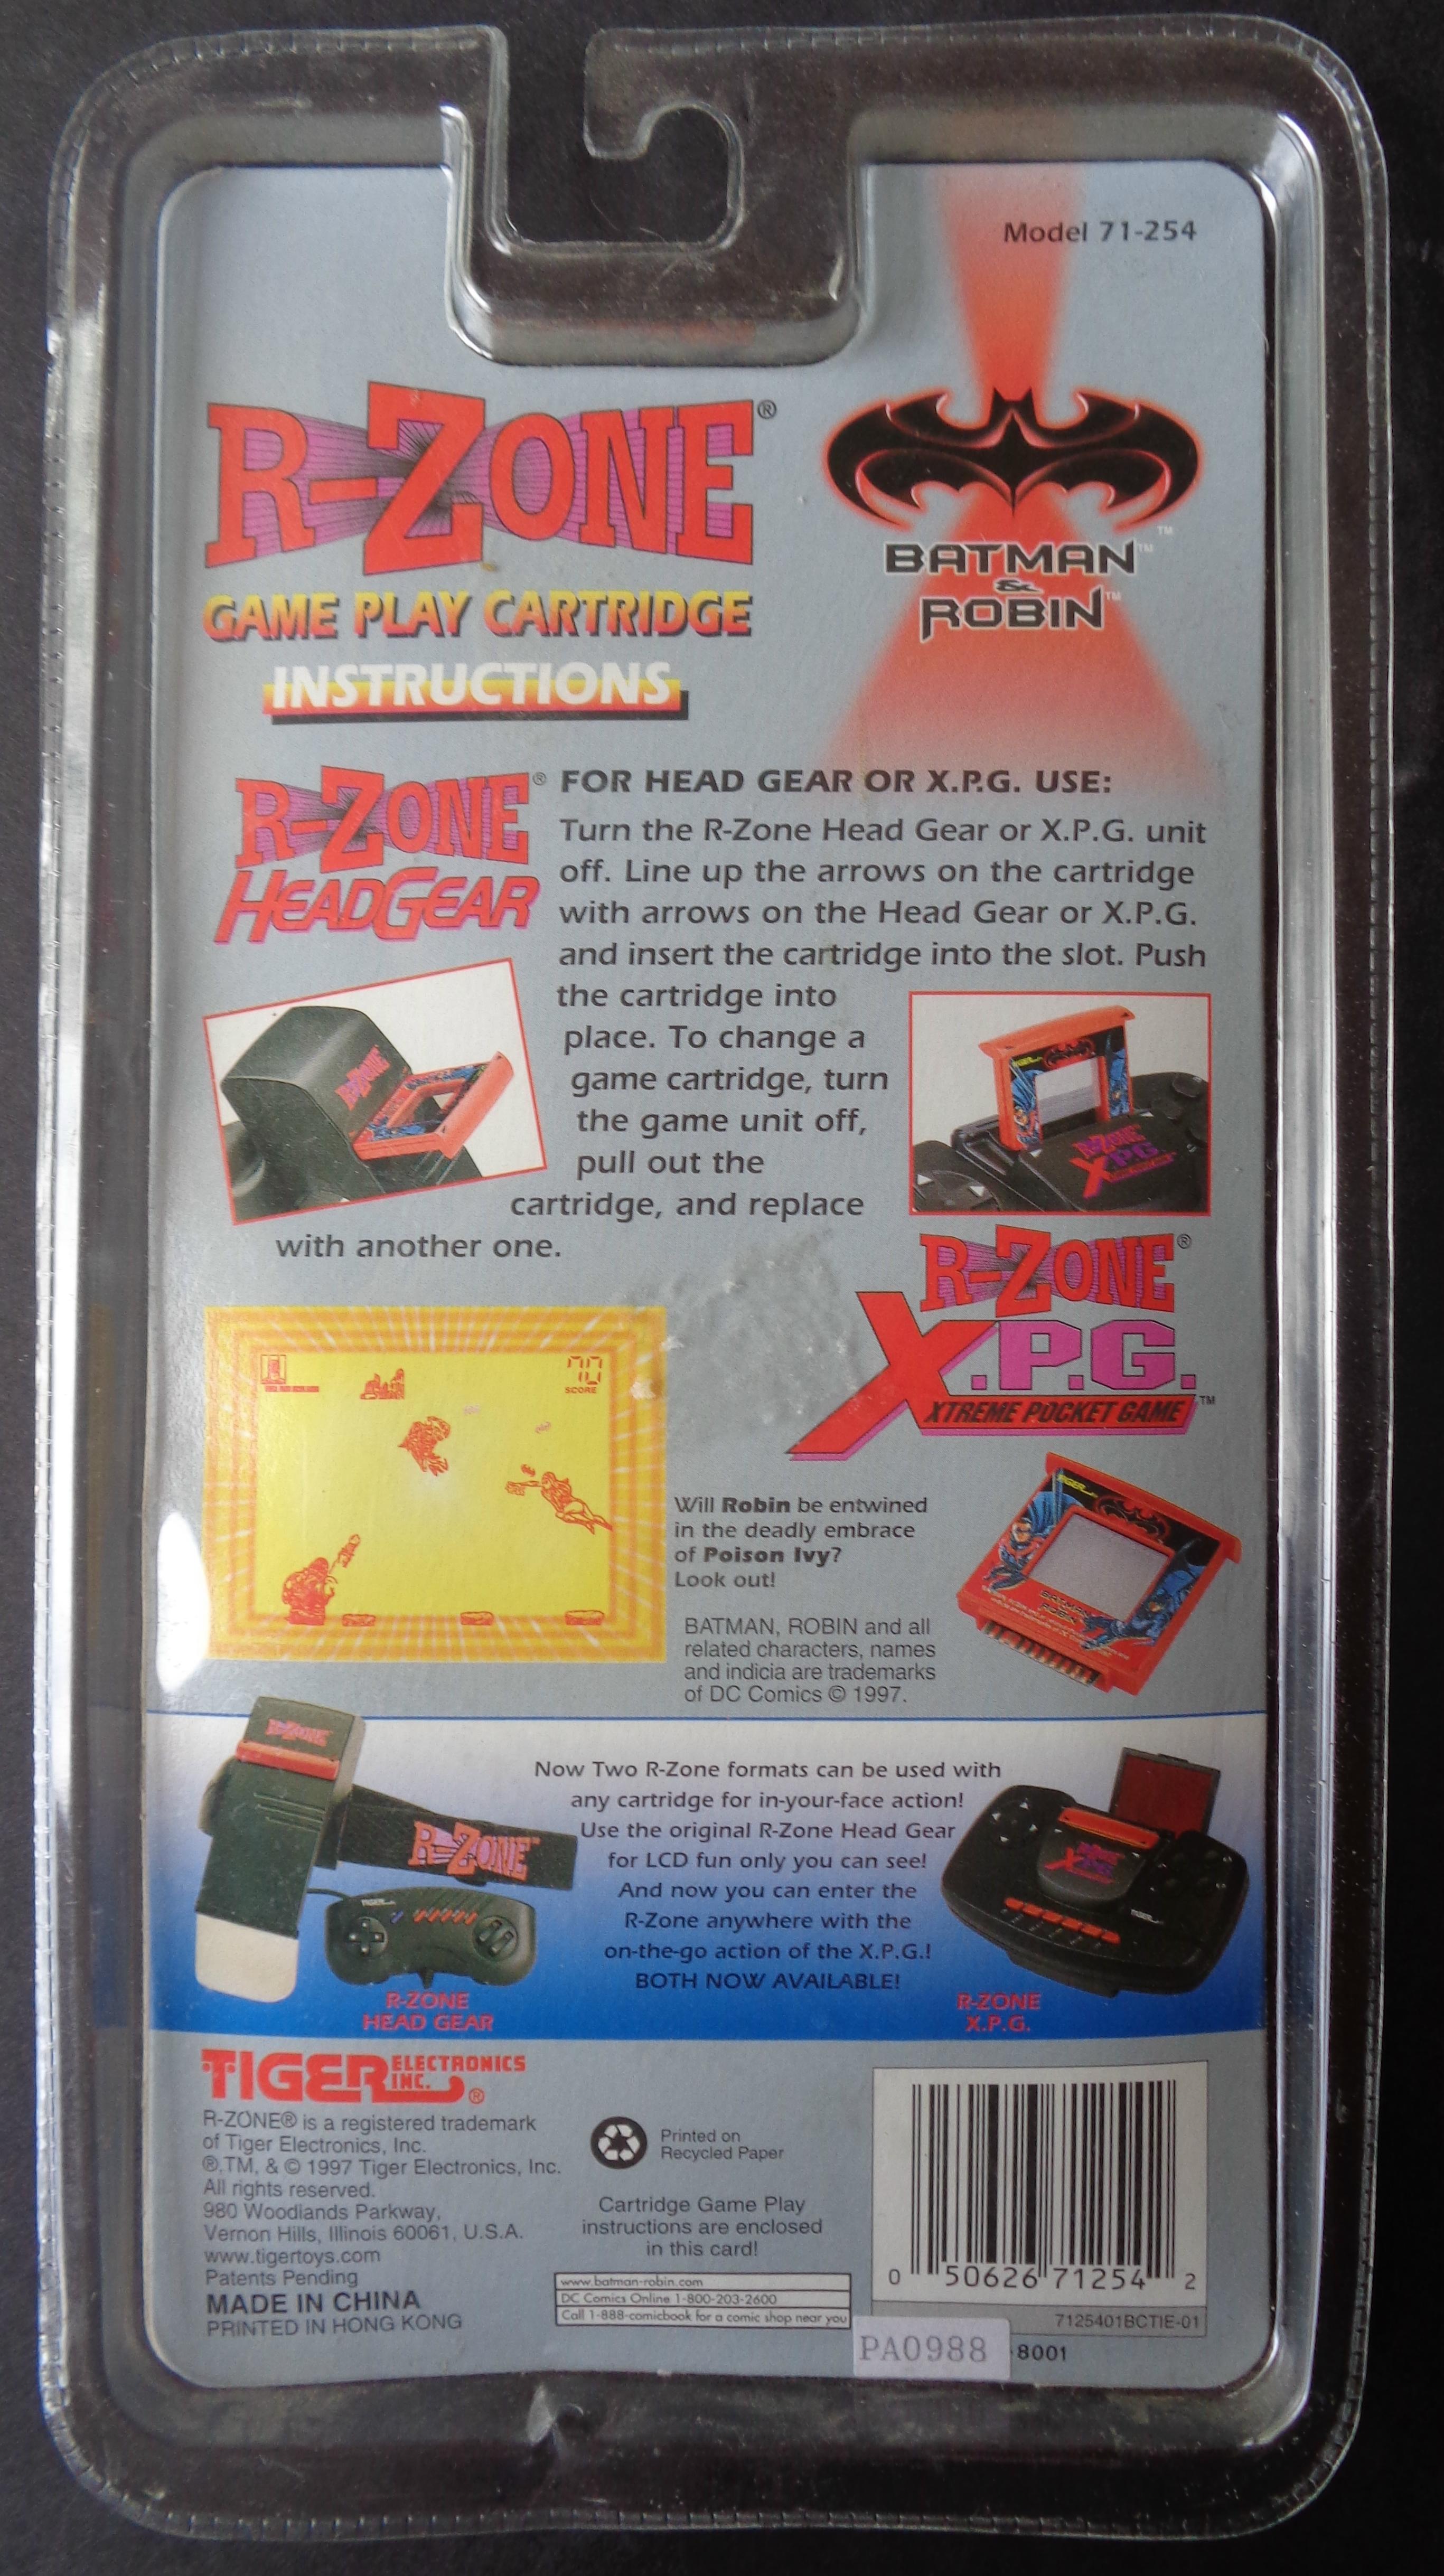 Model 71-254
R-ZONE®
BATMAN™
&
ROBIN™
GAME PLAY CARTRIDGE
INSTRUCTIONS
R-ZONE®
HEADGEAR
FOR HEAD GEAR OR X.P.G. USE:
Turn the R-Zone Head Gear or X.P.G. unit
off. Line up the arrows on the cartridge
with arrows on the Head Gear or X.P.G.
and insert the cartridge into the slot. Push
the cartridge into
place. To change a
game cartridge, turn
the game unit off,
pull out the
cartridge, and replace
with another one.
R-ZONE
R-ZONE
XPG
R-ZONE®
X.P.G.
XTREME POCKET GAME™
70
SCORE
Will Robin be entwined
in the deadly embrace
of Poison Ivy?
Look out!
TIGER
BATMAN
ROBIN
BATMAN, ROBIN and all
related characters, names
and indicia are trademarks
of DC Comics © 1997.
R-ZONE
R-ZONE™
TIGER
Now Two R-Zone formats can be used with
any cartridge for in-your-face action!
Use the original R-Zone Head Gear
for LCD fun only you can see!
And now you can enter the
R-Zone anywhere with the
on-the-go action of the X.P.G.!
BOTH NOW AVAILABLE!
R-ZONE
XPG
TIGER
R-ZONE
HEAD GEAR
R-ZONE
X.P.G.
TIGER ELECTRONICS INC.®
R-ZONE® is a registered trademark
of Tiger Electronics, Inc.
®,TM, & © 1997 Tiger Electronics, Inc.
All rights reserved.
980 Woodlands Parkway,
Vernon Hills, Illinois 60061, U.S.A.
www.tigertoys.com
Patents Pending
MADE IN CHINA
PRINTED IN HONG KONG
Printed on
Recycled Paper
Cartridge Game Play
instructions are enclosed
in this card!
www.batman-robin.com
DC Comics Online 1-800-203-2600
Call 1-888-comicbook for a comic shop near you
0 50626 71254 2
7125401BCTIE-01
PA0988
8001